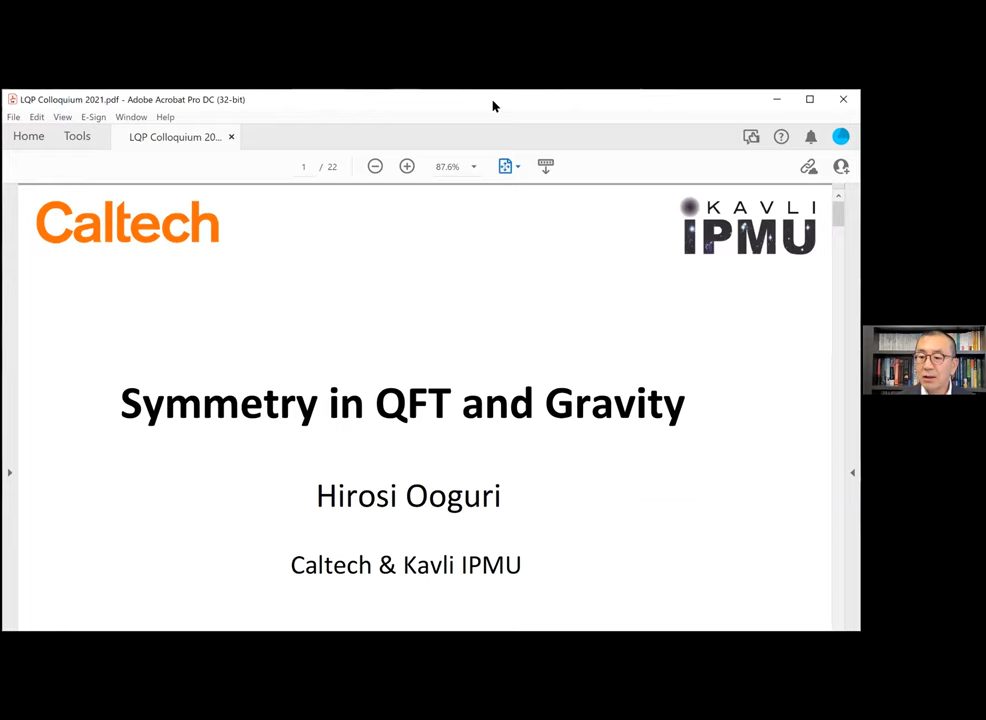 LQP Colloquium 2021.pdf - Adobe Acrobat Pro DC (32-bit)
File Edit View E-Sign Window Help
Home Tools LQP Colloquium 20... ×
1 / 22 87.6%
Caltech
KAVLI
IPMU
Symmetry in QFT and Gravity
Hirosi Ooguri
Caltech & Kavli IPMU